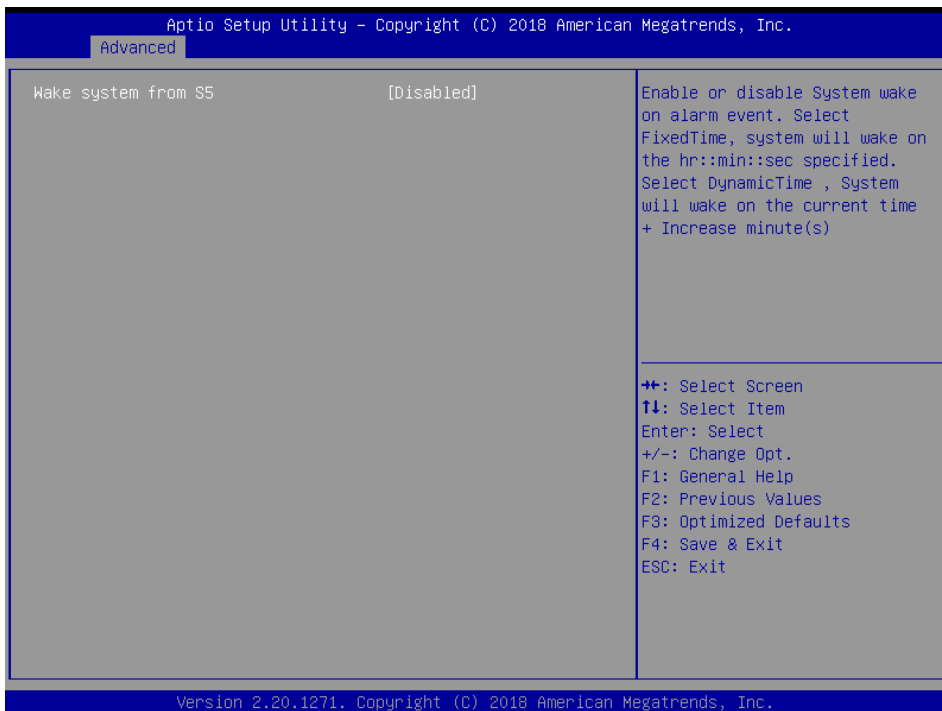 Aptio Setup Utility – Copyright (C) 2018 American Megatrends, Inc.
Advanced
Wake system from S5 [Disabled]
Enable or disable System wake
on alarm event. Select
FixedTime, system will wake on
the hr::min::sec specified.
Select DynamicTime , System
will wake on the current time
+ Increase minute(s)
→←: Select Screen
↑↓: Select Item
Enter: Select
+/-: Change Opt.
F1: General Help
F2: Previous Values
F3: Optimized Defaults
F4: Save & Exit
ESC: Exit
Version 2.20.1271. Copyright (C) 2018 American Megatrends, Inc.